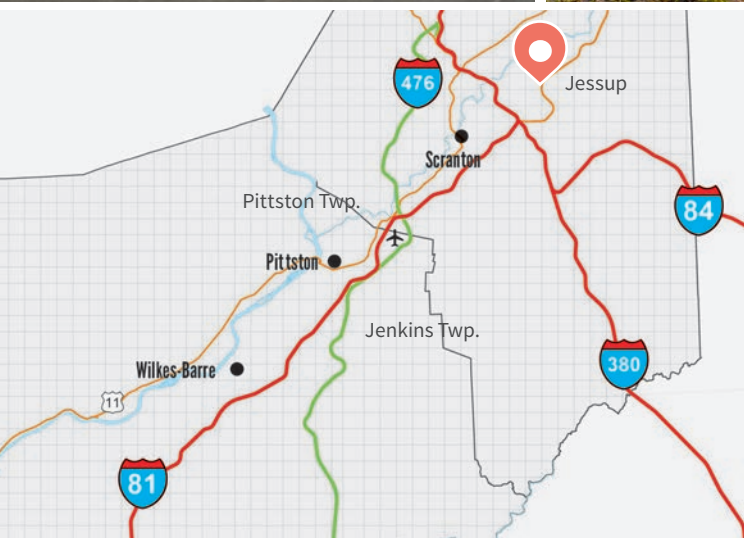 476
Jessup
Scranton
Pittston Twp.
84
Pittston
Jenkins Twp.
380
Wilkes-Barre
11
81